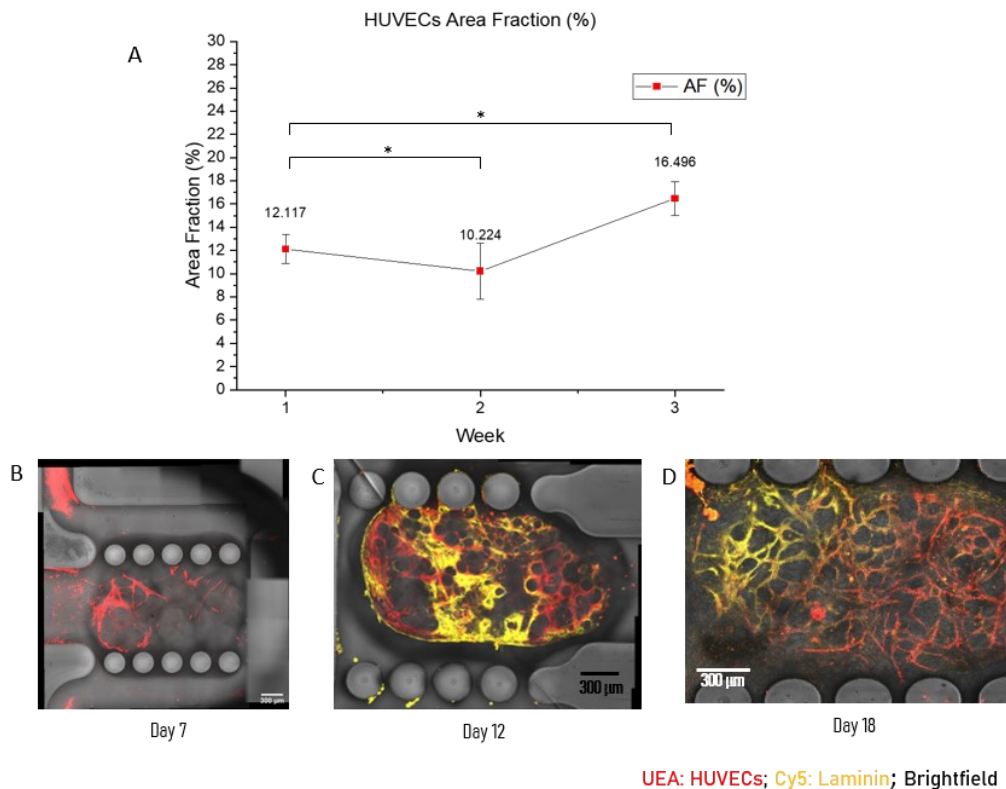 HUVECs Area Fraction (%)
A
30
28
26
24
22
20
18
16
14
12
10
8
6
4
2
0
Area Fraction (%)
AF (%)
*
*
12.117
10.224
16.496
1
2
3
Week
B
C
D
300 µm
300 µm
300 µm
Day 7
Day 12
Day 18
UEA: HUVECs; Cy5: Laminin; Brightfield